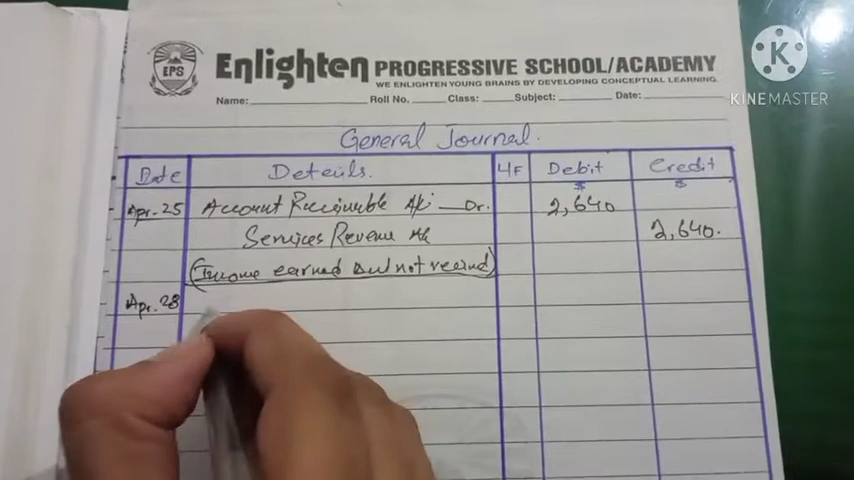 EPS
Enlighten PROGRESSIVE SCHOOL/ACADEMY
WE ENLIGHTEN YOUNG BRAINS BY DEVELOPING CONCEPTUAL LEARNING.
Name: Roll No. Class: Subject: Date:
KINEMASTER
General Journal.
Date Details. LF Debit Credit
$ $
Apr. 25 Account Receivable A/c Dr. 2,640
Services Revenue 2,640.
(Income earned but not received)
Apr. 28